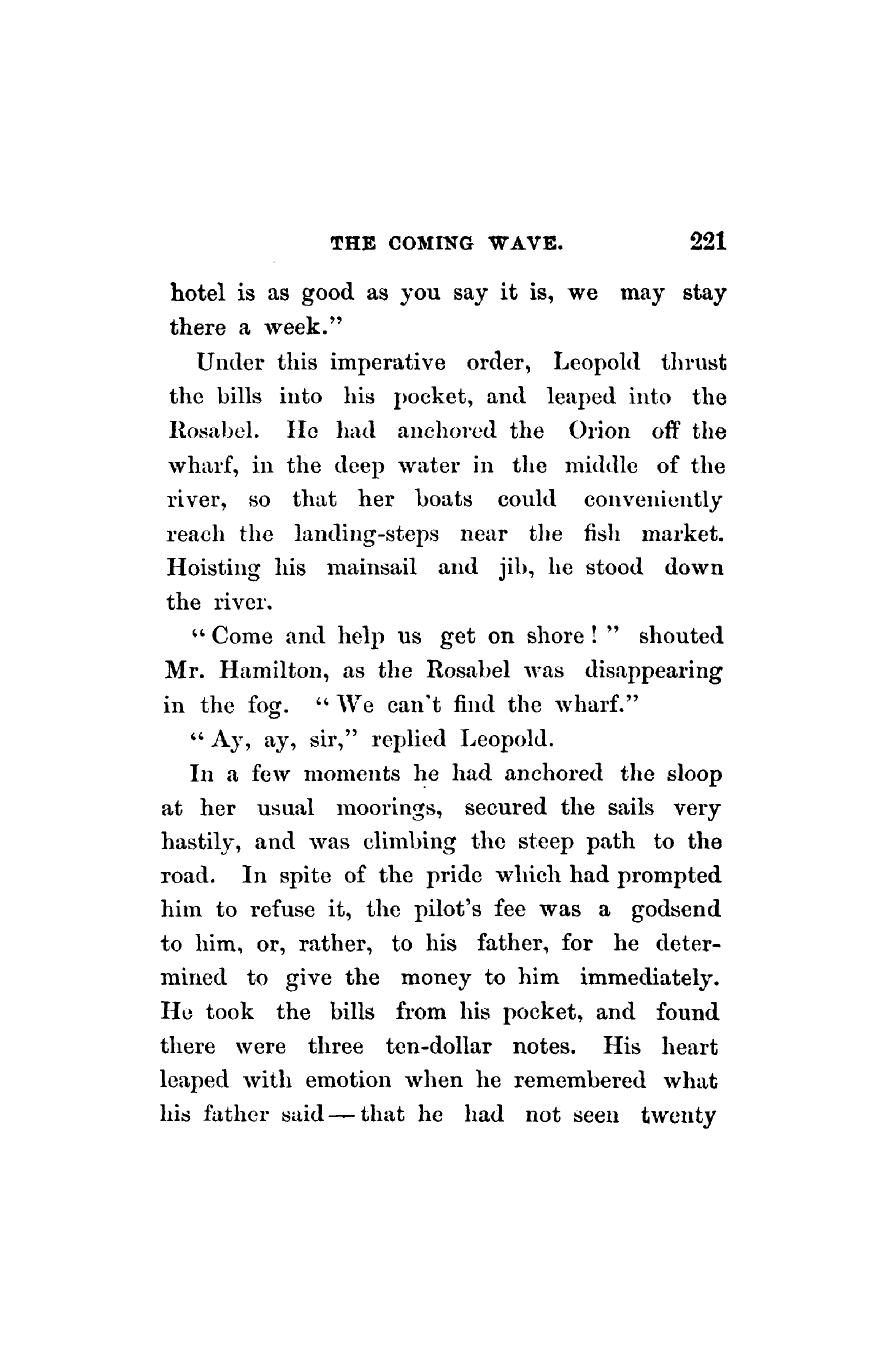 THE COMING WAVE. 221
hotel is as good as you say it is, we may stay
there a week.”
Under this imperative order, Leopold thrust
the bills into his pocket, and leaped into the
Rosabel. He had anchored the Orion off the
wharf, in the deep water in the middle of the
river, so that her boats could conveniently
reach the landing-steps near the fish market.
Hoisting his mainsail and jib, he stood down
the river.
“Come and help us get on shore!” shouted
Mr. Hamilton, as the Rosabel was disappearing
in the fog. “We can't find the wharf.”
“Ay, ay, sir,” replied Leopold.
In a few moments he had anchored the sloop
at her usual moorings, secured the sails very
hastily, and was climbing the steep path to the
road. In spite of the pride which had prompted
him to refuse it, the pilot’s fee was a godsend
to him, or, rather, to his father, for he deter-
mined to give the money to him immediately.
He took the bills from his pocket, and found
there were three ten-dollar notes. His heart
leaped with emotion when he remembered what
his father said — that he had not seen twenty